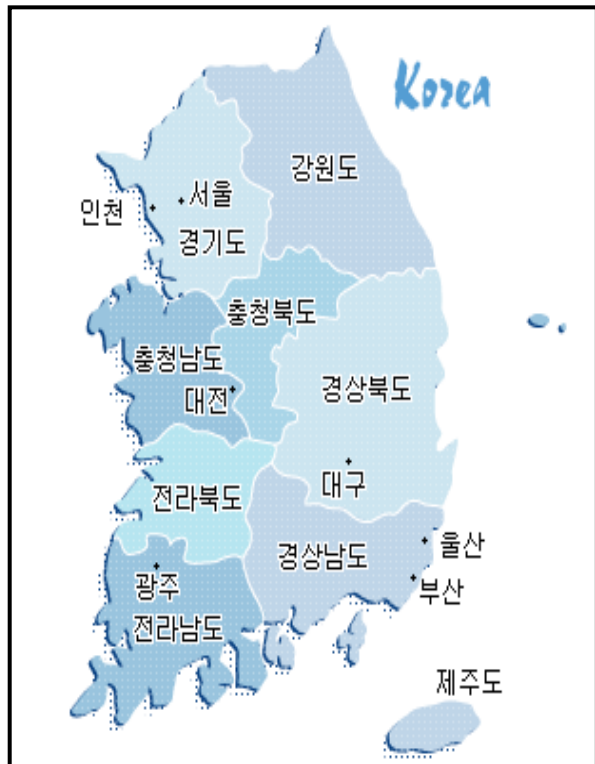 Korea
강원도
서울
인천
경기도
충청북도
충청남도
경상북도
대전
대구
전라북도
울산
경상남도
광주
부산
전라남도
제주도